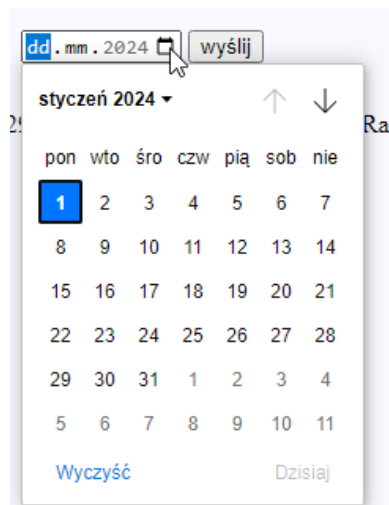 dd.mm.2024 wyślij
styczeń 2024
Ra
pon wto śro czw pią sob nie
1 2 3 4 5 6 7
8 9 10 11 12 13 14
15 16 17 18 19 20 21
22 23 24 25 26 27 28
29 30 31 1 2 3 4
5 6 7 8 9 10 11
Wyczyść Dzisiaj